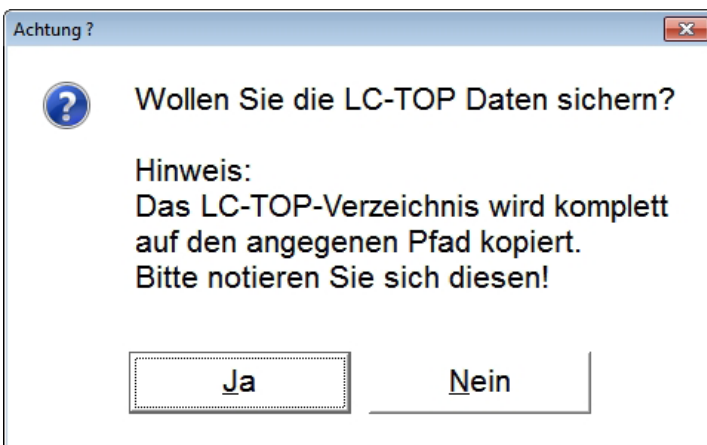 Achtung ?
Wollen Sie die LC-TOP Daten sichern?
Hinweis:
Das LC-TOP-Verzeichnis wird komplett
auf den angegenen Pfad kopiert.
Bitte notieren Sie sich diesen!
Ja
Nein